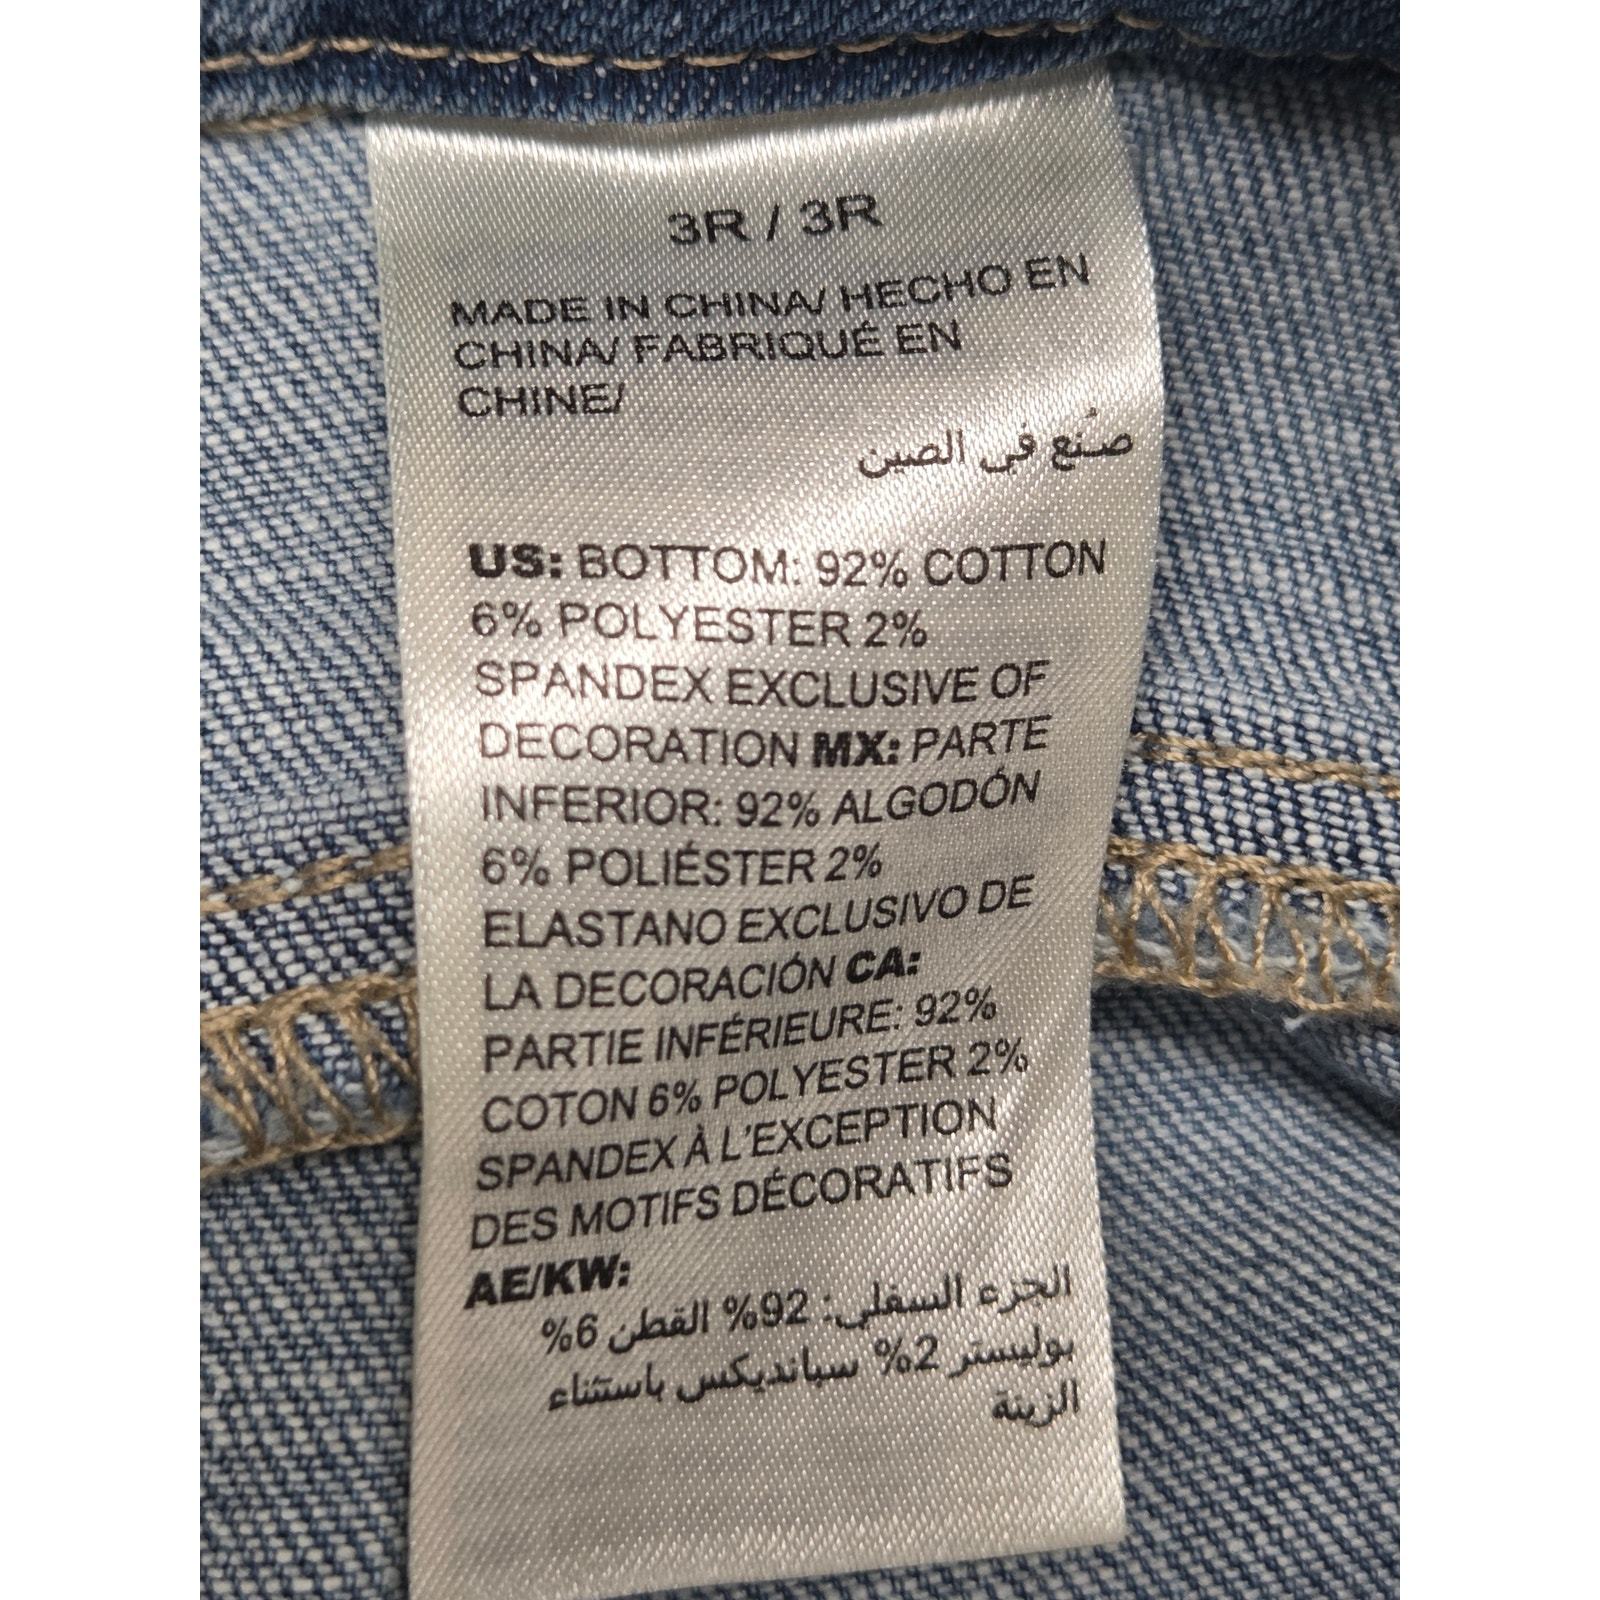 3R / 3R
MADE IN CHINA/ HECHO EN
CHINA/ FABRIQUÉ EN
CHINE/
صُنع في الصين
US: BOTTOM: 92% COTTON
6% POLYESTER 2%
SPANDEX EXCLUSIVE OF
DECORATION MX: PARTE
INFERIOR: 92% ALGODÓN
6% POLIÉSTER 2%
ELASTANO EXCLUSIVO DE
LA DECORACIÓN CA:
PARTIE INFÉRIEURE: 92%
COTON 6% POLYESTER 2%
SPANDEX À L'EXCEPTION
DES MOTIFS DÉCORATIFS
AE/KW:
الجزء السفلي: 92% القطن 6%
بوليستر 2% سبانديكس باستثناء
الزينة